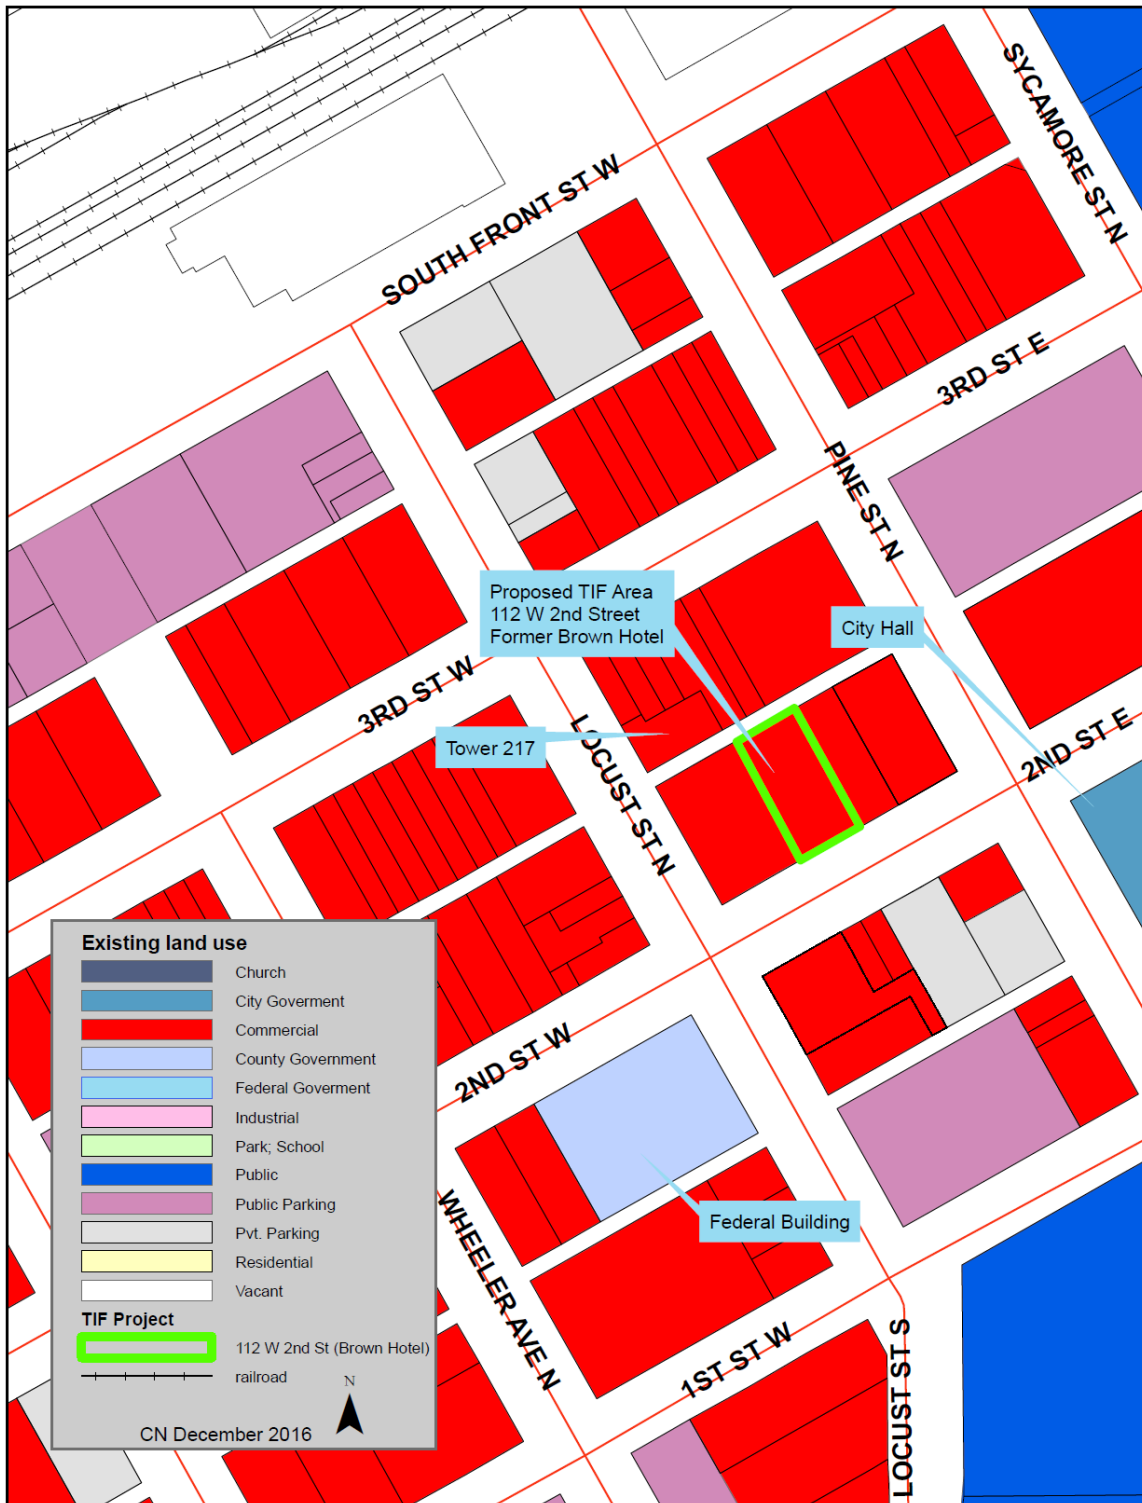 SYCAMORE ST N
SOUTH FRONT ST W
3RD ST E
PINE ST N
Proposed TIF Area
112 W 2nd Street
Former Brown Hotel
City Hall
3RD ST W
Tower 217
LOCUST ST N
2ND ST E
2ND ST W
Federal Building
WHEELER AVE N
1ST ST W
LOCUST ST S
Existing land use
Church
City Goverment
Commercial
County Government
Federal Goverment
Industrial
Park; School
Public
Public Parking
Pvt. Parking
Residential
Vacant
TIF Project
112 W 2nd St (Brown Hotel)
railroad
N
CN December 2016